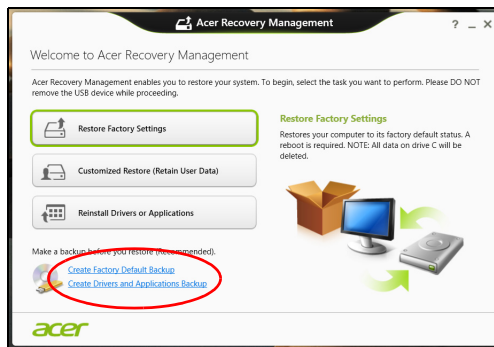 Acer Recovery Management
? _ X
Welcome to Acer Recovery Management
Acer Recovery Management enables you to restore your system. To begin, select the task you want to perform. Please DO NOT
remove the USB device while proceeding.
Restore Factory Settings
Customized Restore (Retain User Data)
Reinstall Drivers or Applications
Restore Factory Settings
Restores your computer to its factory default status. A
reboot is required. NOTE: All data on drive C will be
deleted.
Make a backup before you restore (Recommended).
Create Factory Default Backup
Create Drivers and Applications Backup
acer